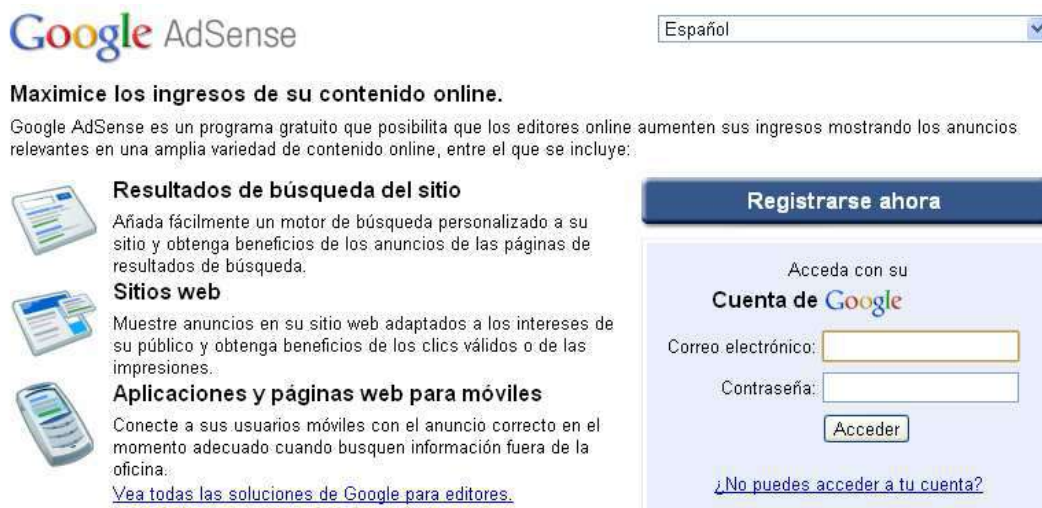 Google AdSense
Español
Maximice los ingresos de su contenido online.
Google AdSense es un programa gratuito que posibilita que los editores online aumenten sus ingresos mostrando los anuncios
relevantes en una amplia variedad de contenido online, entre el que se incluye:
Resultados de búsqueda del sitio
Añada fácilmente un motor de búsqueda personalizado a su
sitio y obtenga beneficios de los anuncios de las páginas de
resultados de búsqueda.
Sitios web
Muestre anuncios en su sitio web adaptados a los intereses de
su público y obtenga beneficios de los clics válidos o de las
impresiones.
Aplicaciones y páginas web para móviles
Conecte a sus usuarios móviles con el anuncio correcto en el
momento adecuado cuando busquen información fuera de la
oficina.
Vea todas las soluciones de Google para editores.
Registrarse ahora
Acceda con su
Cuenta de Google
Correo electrónico:
Contraseña:
Acceder
¿No puedes acceder a tu cuenta?